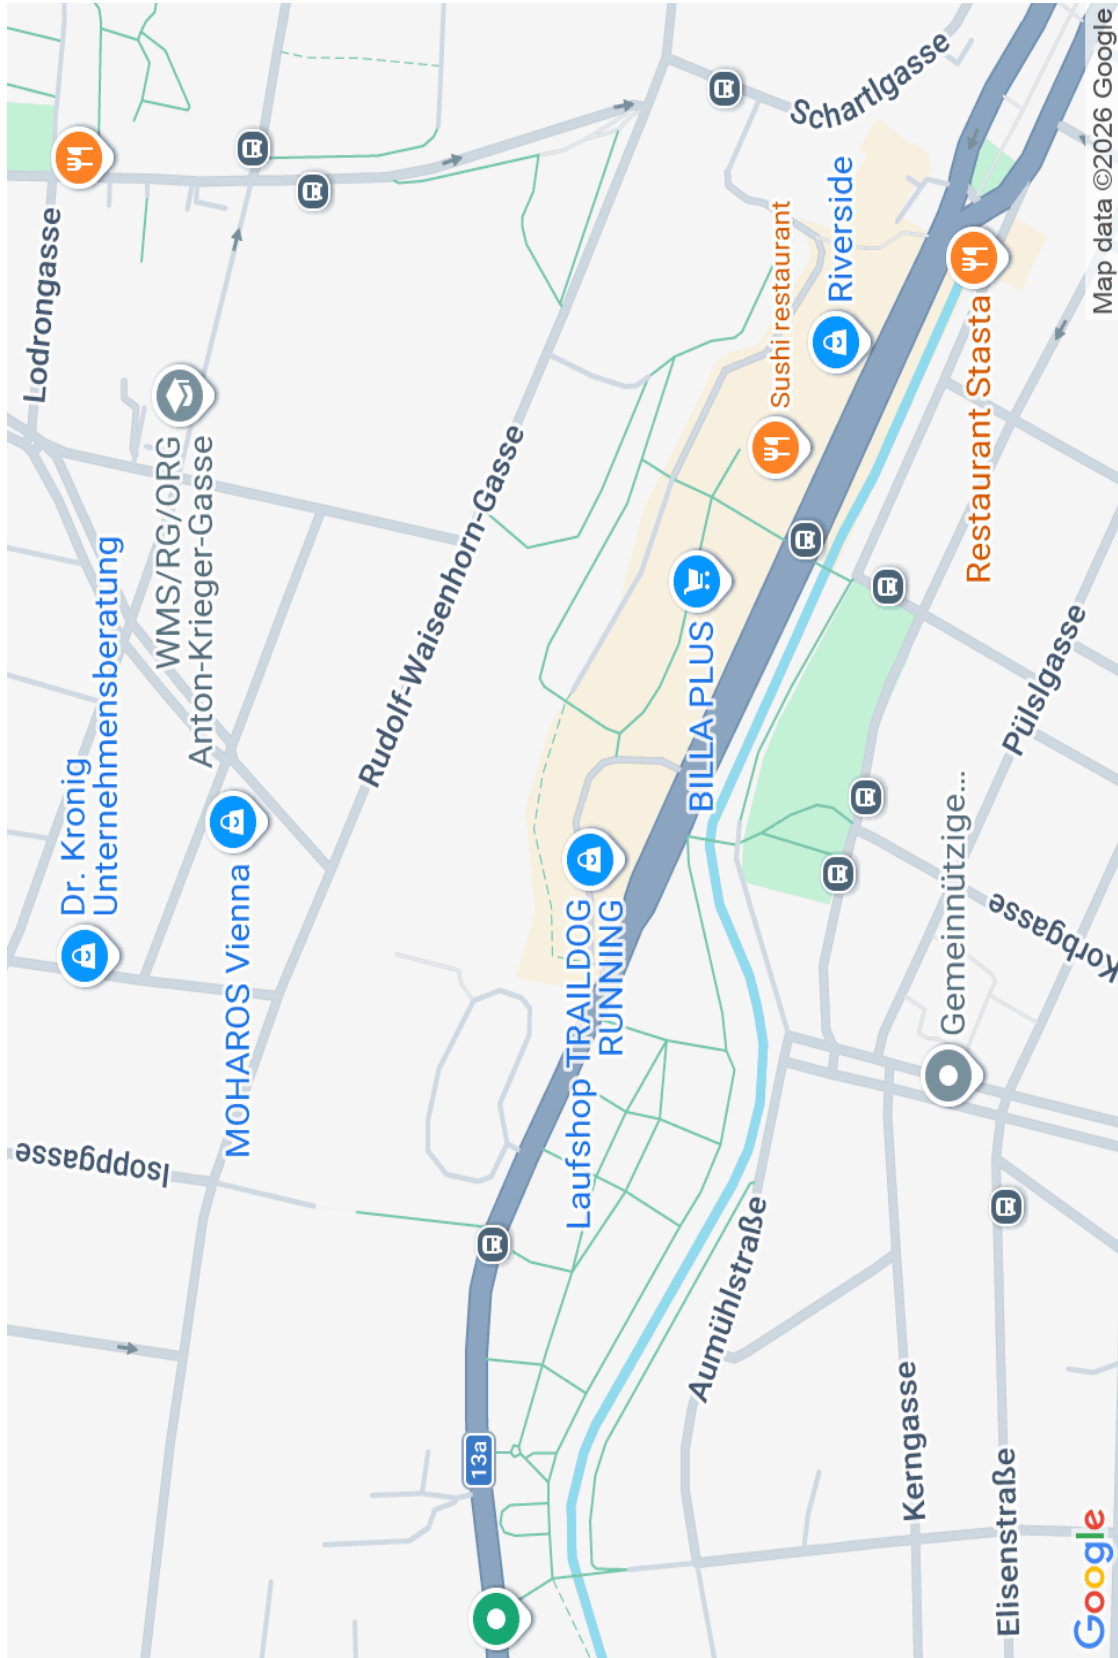 Lodrongasse
Dr. Kronig
Unternehmensberatung
WMS/RG/ORG
Anton-Krieger-Gasse
MOHAROS Vienna
Isoppgasse
Rudolf-Waisenhorn-Gasse
Schartlgasse
Riverside
Sushi restaurant
BILLA PLUS
Laufshop TRAILDOG
RUNNING
13a
Restaurant Stasta
Pülslgasse
Korbgasse
Gemeinnützige...
Aumühlstraße
Kerngasse
Elisenstraße
Google
Map data ©2026 Google